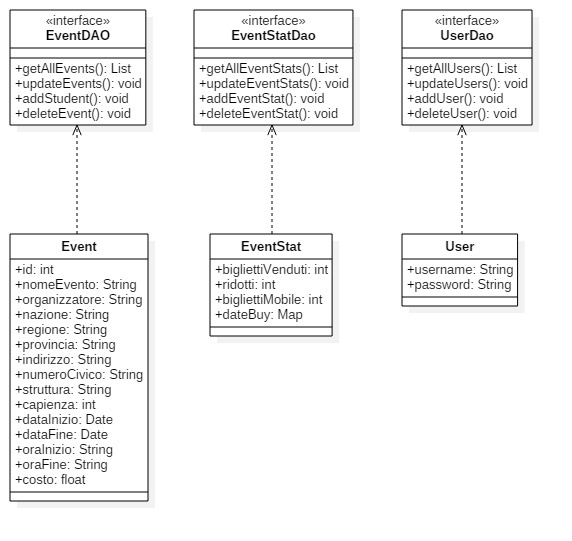 «interface»
EventDAO
+getAllEvents(): List
+updateEvents(): void
+addStudent(): void
+deleteEvent(): void
«interface»
EventStatDao
+getAllEventStats(): List
+updateEventStats(): void
+addEventStat(): void
+deleteEventStat(): void
«interface»
UserDao
+getAllUsers(): List
+updateUsers(): void
+addUser(): void
+deleteUser(): void
Event
+id: int
+nomeEvento: String
+organizzatore: String
+nazione: String
+regione: String
+provincia: String
+indirizzo: String
+numeroCivico: String
+struttura: String
+capienza: int
+dataInizio: Date
+dataFine: Date
+oraInizio: String
+oraFine: String
+costo: float
EventStat
+bigliettiVenduti: int
+ridotti: int
+bigliettiMobile: int
+dateBuy: Map
User
+username: String
+password: String